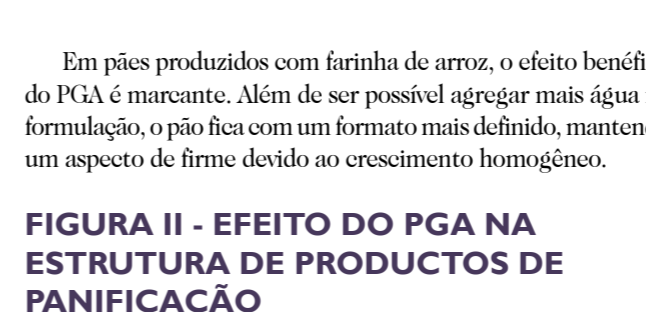 Em pães produzidos com farinha de arroz, o efeito
do PGA é marcante. Além de ser possível agregar mais água
formulação, o pão fica com um formato mais definido,
um aspecto de firme devido ao crescimento homogêneo.
FIGURA II - EFEITO DO PGA NA
ESTRUTURA DE PRODUCTOS DE
PANIFICAÇÃO